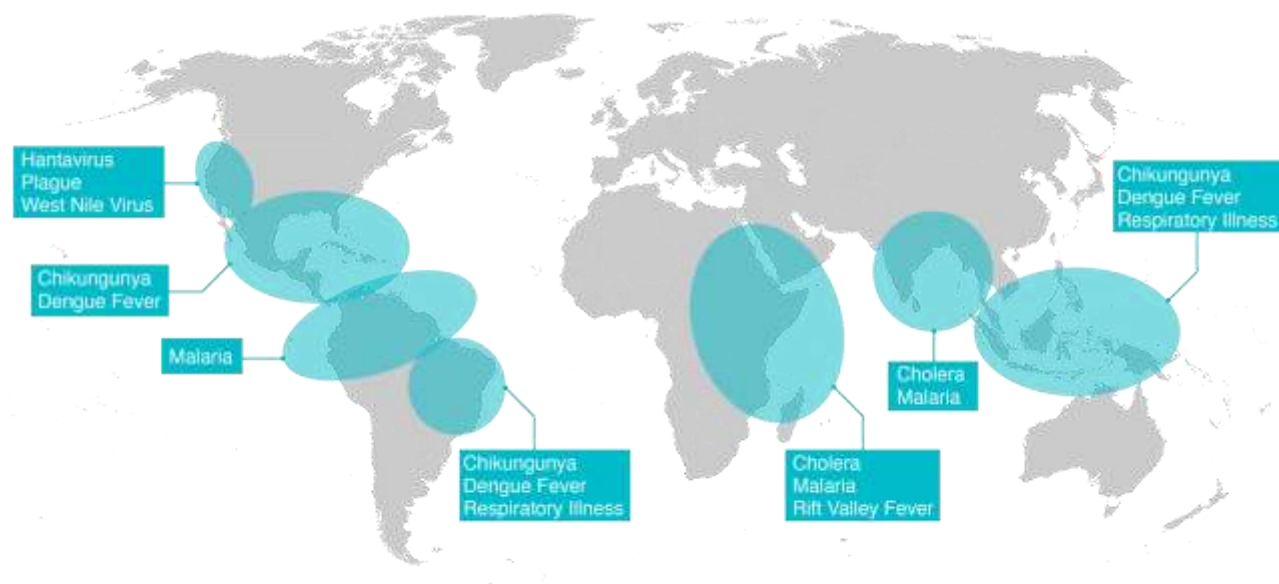 Hantavirus
Plague
West Nile Virus
Chikungunya
Dengue Fever
Malaria
Chikungunya
Dengue Fever
Respiratory Illness
Cholera
Malaria
Rift Valley Fever
Cholera
Malaria
Chikungunya
Dengue Fever
Respiratory Illness